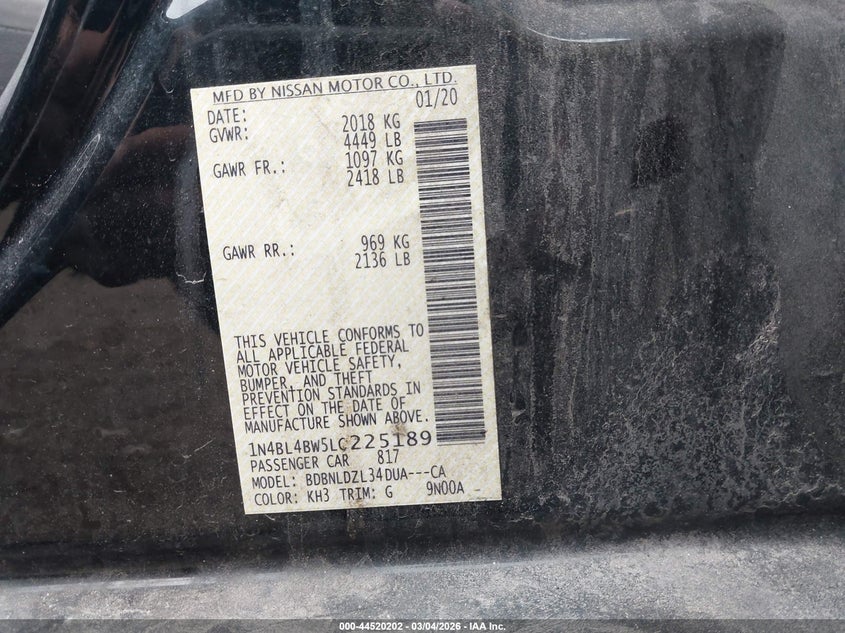 MFD BY NISSAN MOTOR CO., LTD.
DATE: 01/20
GVWR: 2018 KG
4449 LB
GAWR FR.: 1097 KG
2418 LB
GAWR RR.: 969 KG
2136 LB
THIS VEHICLE CONFORMS TO
ALL APPLICABLE FEDERAL
MOTOR VEHICLE SAFETY,
BUMPER, AND THEFT
PREVENTION STANDARDS IN
EFFECT ON THE DATE OF
MANUFACTURE SHOWN ABOVE.
1N4BL4BW5LC225189
PASSENGER CAR 817
MODEL: BDBNLDZL34DUA---CA
COLOR: KH3 TRIM: G 9N00A -
000-44520202 - 03/04/2026 - IAA Inc.